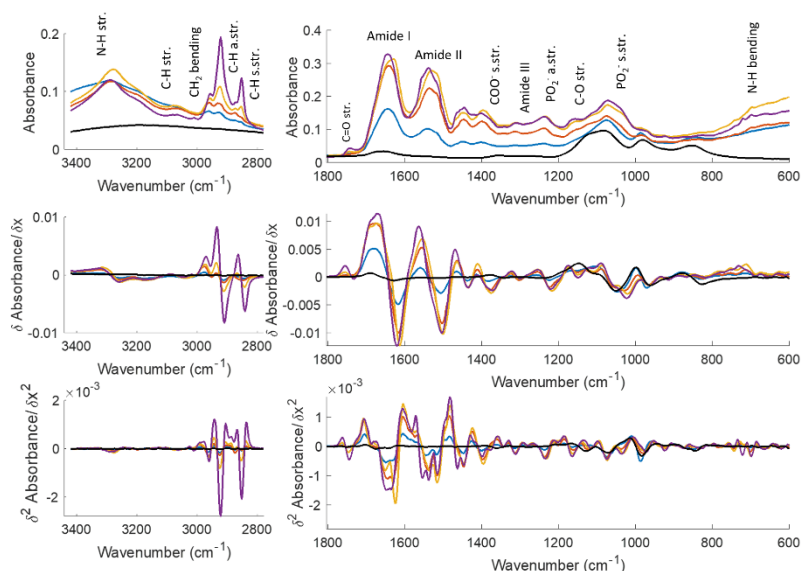 N-H str.
C-H str.
CH₂ bending
C-H a.str.
C-H s.str.
0.2
0.1
0
Absorbance
3400 3200 3000 2800
Wavenumber (cm⁻¹)
C=O str.
Amide I
Amide II
COO⁻ s.str.
Amide III
PO₂⁻ a.str.
C-O str.
PO₂⁻ s.str.
N-H bending
0.4
0.3
0.2
0.1
0
Absorbance
1800 1600 1400 1200 1000 800 600
Wavenumber (cm⁻¹)
0.01
0
-0.01
δ Absorbance/ δx
3400 3200 3000 2800
Wavenumber (cm⁻¹)
0.01
0.005
0
-0.005
-0.01
δ Absorbance/ δx
1800 1600 1400 1200 1000 800 600
Wavenumber (cm⁻¹)
×10⁻³
2
0
-2
δ² Absorbance/ δx²
3400 3200 3000 2800
Wavenumber (cm⁻¹)
×10⁻³
1
0
-1
-2
δ² Absorbance/ δx²
1800 1600 1400 1200 1000 800 600
Wavenumber (cm⁻¹)